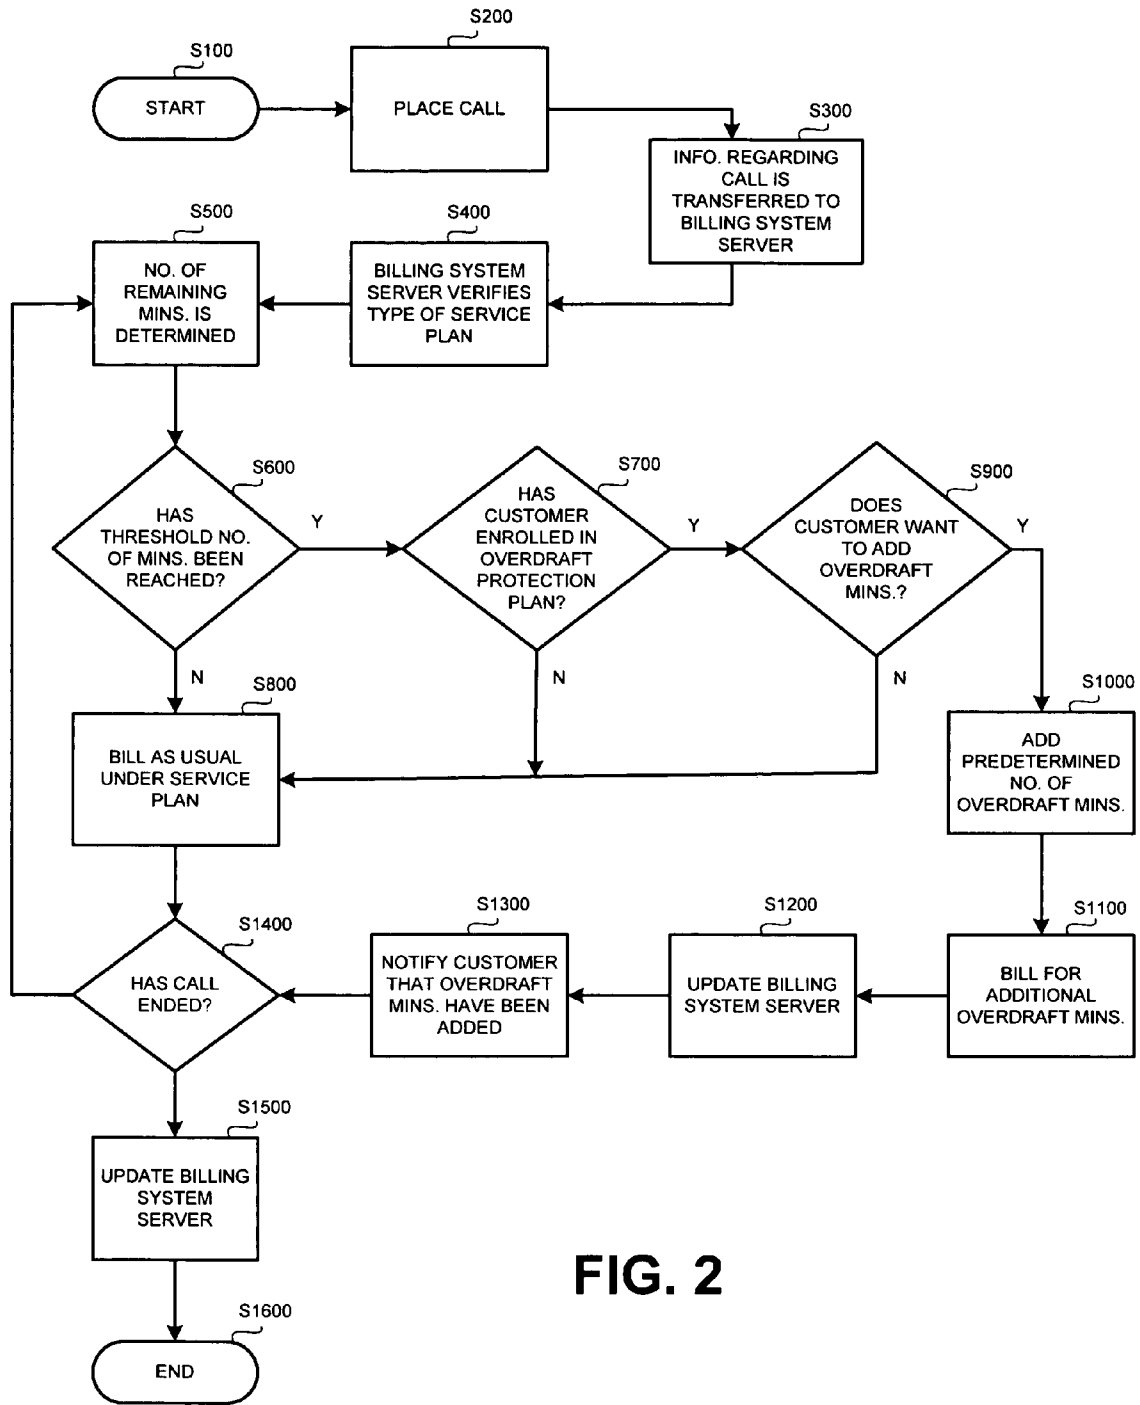 S100
START
S200
PLACE CALL
S300
INFO. REGARDING
CALL IS
TRANSFERRED TO
BILLING SYSTEM
SERVER
S400
BILLING SYSTEM
SERVER VERIFIES
TYPE OF SERVICE
PLAN
S500
NO. OF
REMAINING
MINS. IS
DETERMINED
S600
HAS
THRESHOLD NO.
OF MINS. BEEN
REACHED?
Y
N
S700
HAS
CUSTOMER
ENROLLED IN
OVERDRAFT
PROTECTION
PLAN?
Y
N
S900
DOES
CUSTOMER WANT
TO ADD
OVERDRAFT
MINS.?
Y
N
S800
BILL AS USUAL
UNDER SERVICE
PLAN
S1000
ADD
PREDETERMINED
NO. OF
OVERDRAFT MINS.
S1100
BILL FOR
ADDITIONAL
OVERDRAFT MINS.
S1200
UPDATE BILLING
SYSTEM SERVER
S1300
NOTIFY CUSTOMER
THAT OVERDRAFT
MINS. HAVE BEEN
ADDED
S1400
HAS CALL
ENDED?
S1500
UPDATE BILLING
SYSTEM
SERVER
S1600
END
FIG. 2